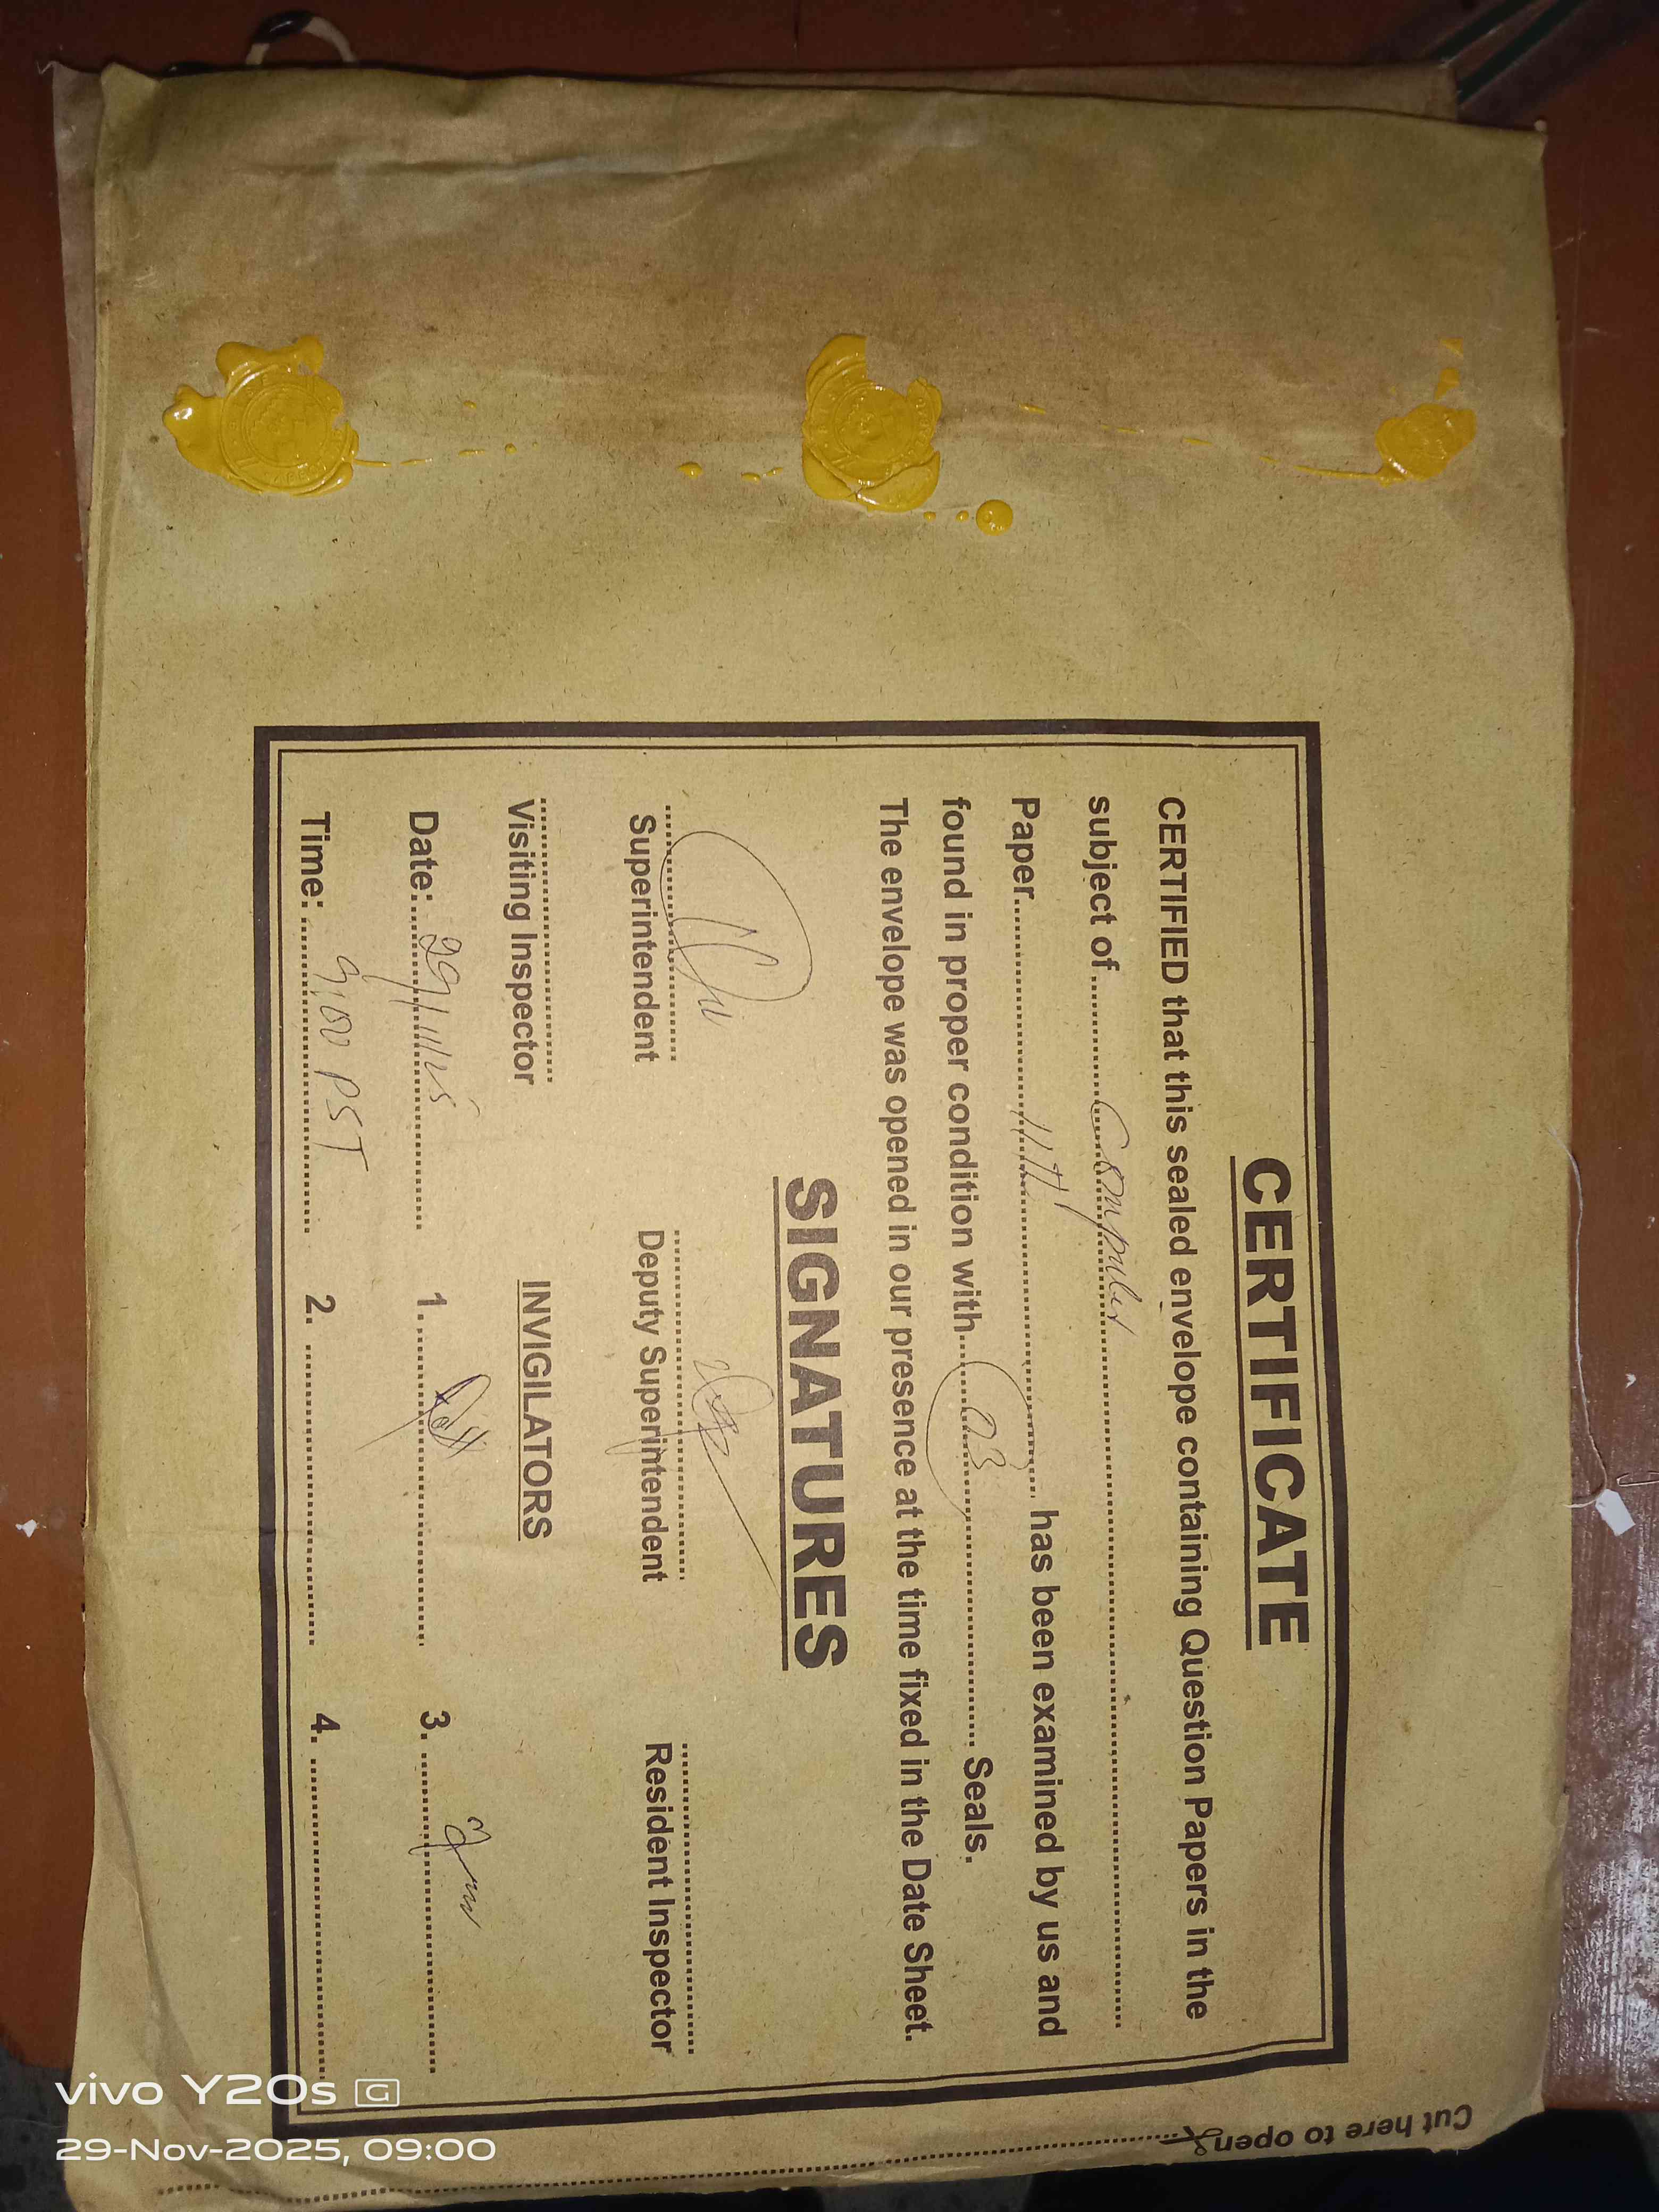 CERTIFICATE
CERTIFIED that this sealed envelope containing Question Papers in the
subject of Computer
Paper 11th has been examined by us and
found in proper condition with 03 Seals.
The envelope was opened in our presence at the time fixed in the Date Sheet.
SIGNATURES
Superintendent Deputy Superintendent Resident Inspector
Visiting Inspector INVIGILATORS
Date: 29/11/25 1. 3.
Time: 9:00 PST 2. 4.
Cut here to open
vivo Y20s G
29-Nov-2025, 09:00